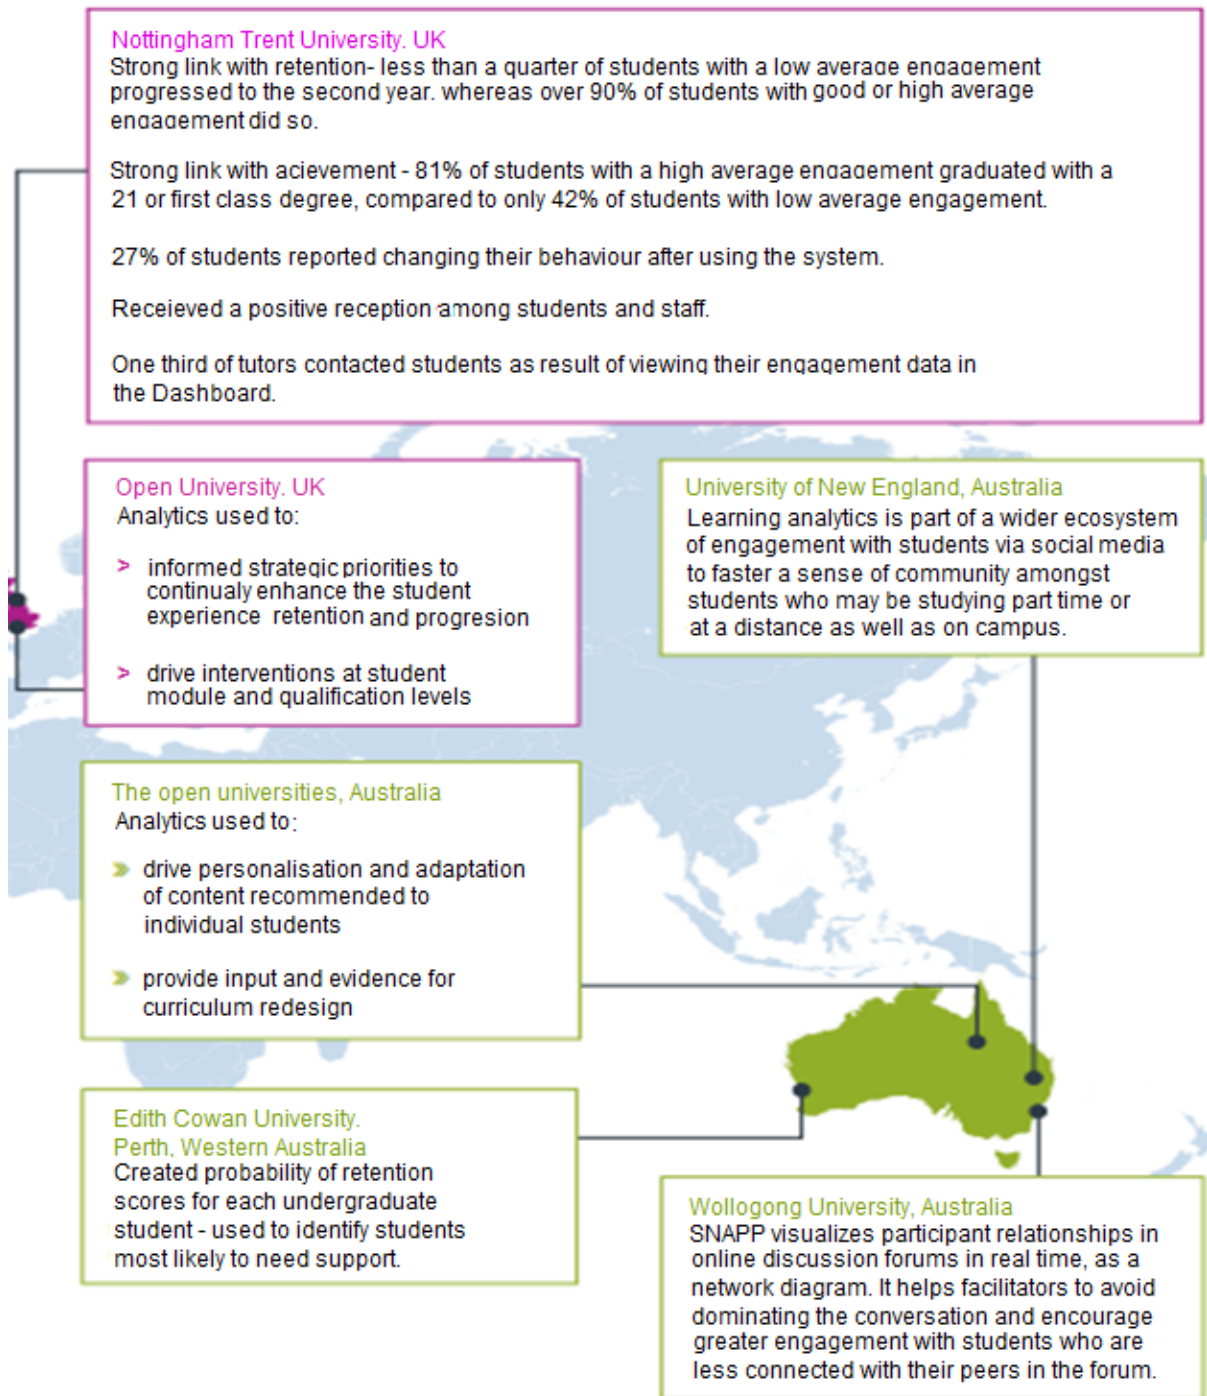 Nottingham Trent University. UK
Strong link with retention- less than a quarter of students with a low average engagement
progressed to the second year. whereas over 90% of students with good or high average
engagement did so.
Strong link with acievement - 81% of students with a high average engagement graduated with a
21 or first class degree, compared to only 42% of students with low average engagement.
27% of students reported changing their behaviour after using the system.
Receieved a positive reception among students and staff.
One third of tutors contacted students as result of viewing their engagement data in
the Dashboard.
Open University. UK
Analytics used to:
> informed strategic priorities to
continualy enhance the student
experience retention and progresion
> drive interventions at student
module and qualification levels
University of New England, Australia
Learning analytics is part of a wider ecosystem
of engagement with students via social media
to faster a sense of community amongst
students who may be studying part time or
at a distance as well as on campus.
The open universities, Australia
Analytics used to:
drive personalisation and adaptation
of content recommended to
individual students
provide input and evidence for
curriculum redesign
Edith Cowan University.
Perth, Western Australia
Created probability of retention
scores for each undergraduate
student - used to identify students
most likely to need support.
Wollogong University, Australia
SNAPP visualizes participant relationships in
online discussion forums in real time, as a
network diagram. It helps facilitators to avoid
dominating the conversation and encourage
greater engagement with students who are
less connected with their peers in the forum.